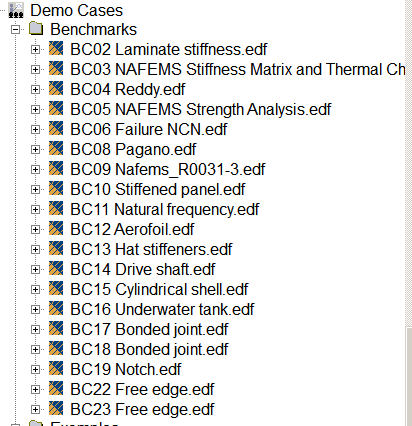 Demo Cases
Benchmarks
BC02 Laminate stiffness.edf
BC03 NAFEMS Stiffness Matrix and Thermal Ch
BC04 Reddy.edf
BC05 NAFEMS Strength Analysis.edf
BC06 Failure NCN.edf
BC08 Pagano.edf
BC09 Nafems_R0031-3.edf
BC10 Stiffened panel.edf
BC11 Natural frequency.edf
BC12 Aerofoil.edf
BC13 Hat stiffeners.edf
BC14 Drive shaft.edf
BC15 Cylindrical shell.edf
BC16 Underwater tank.edf
BC17 Bonded joint.edf
BC18 Bonded joint.edf
BC19 Notch.edf
BC22 Free edge.edf
BC23 Free edge.edf